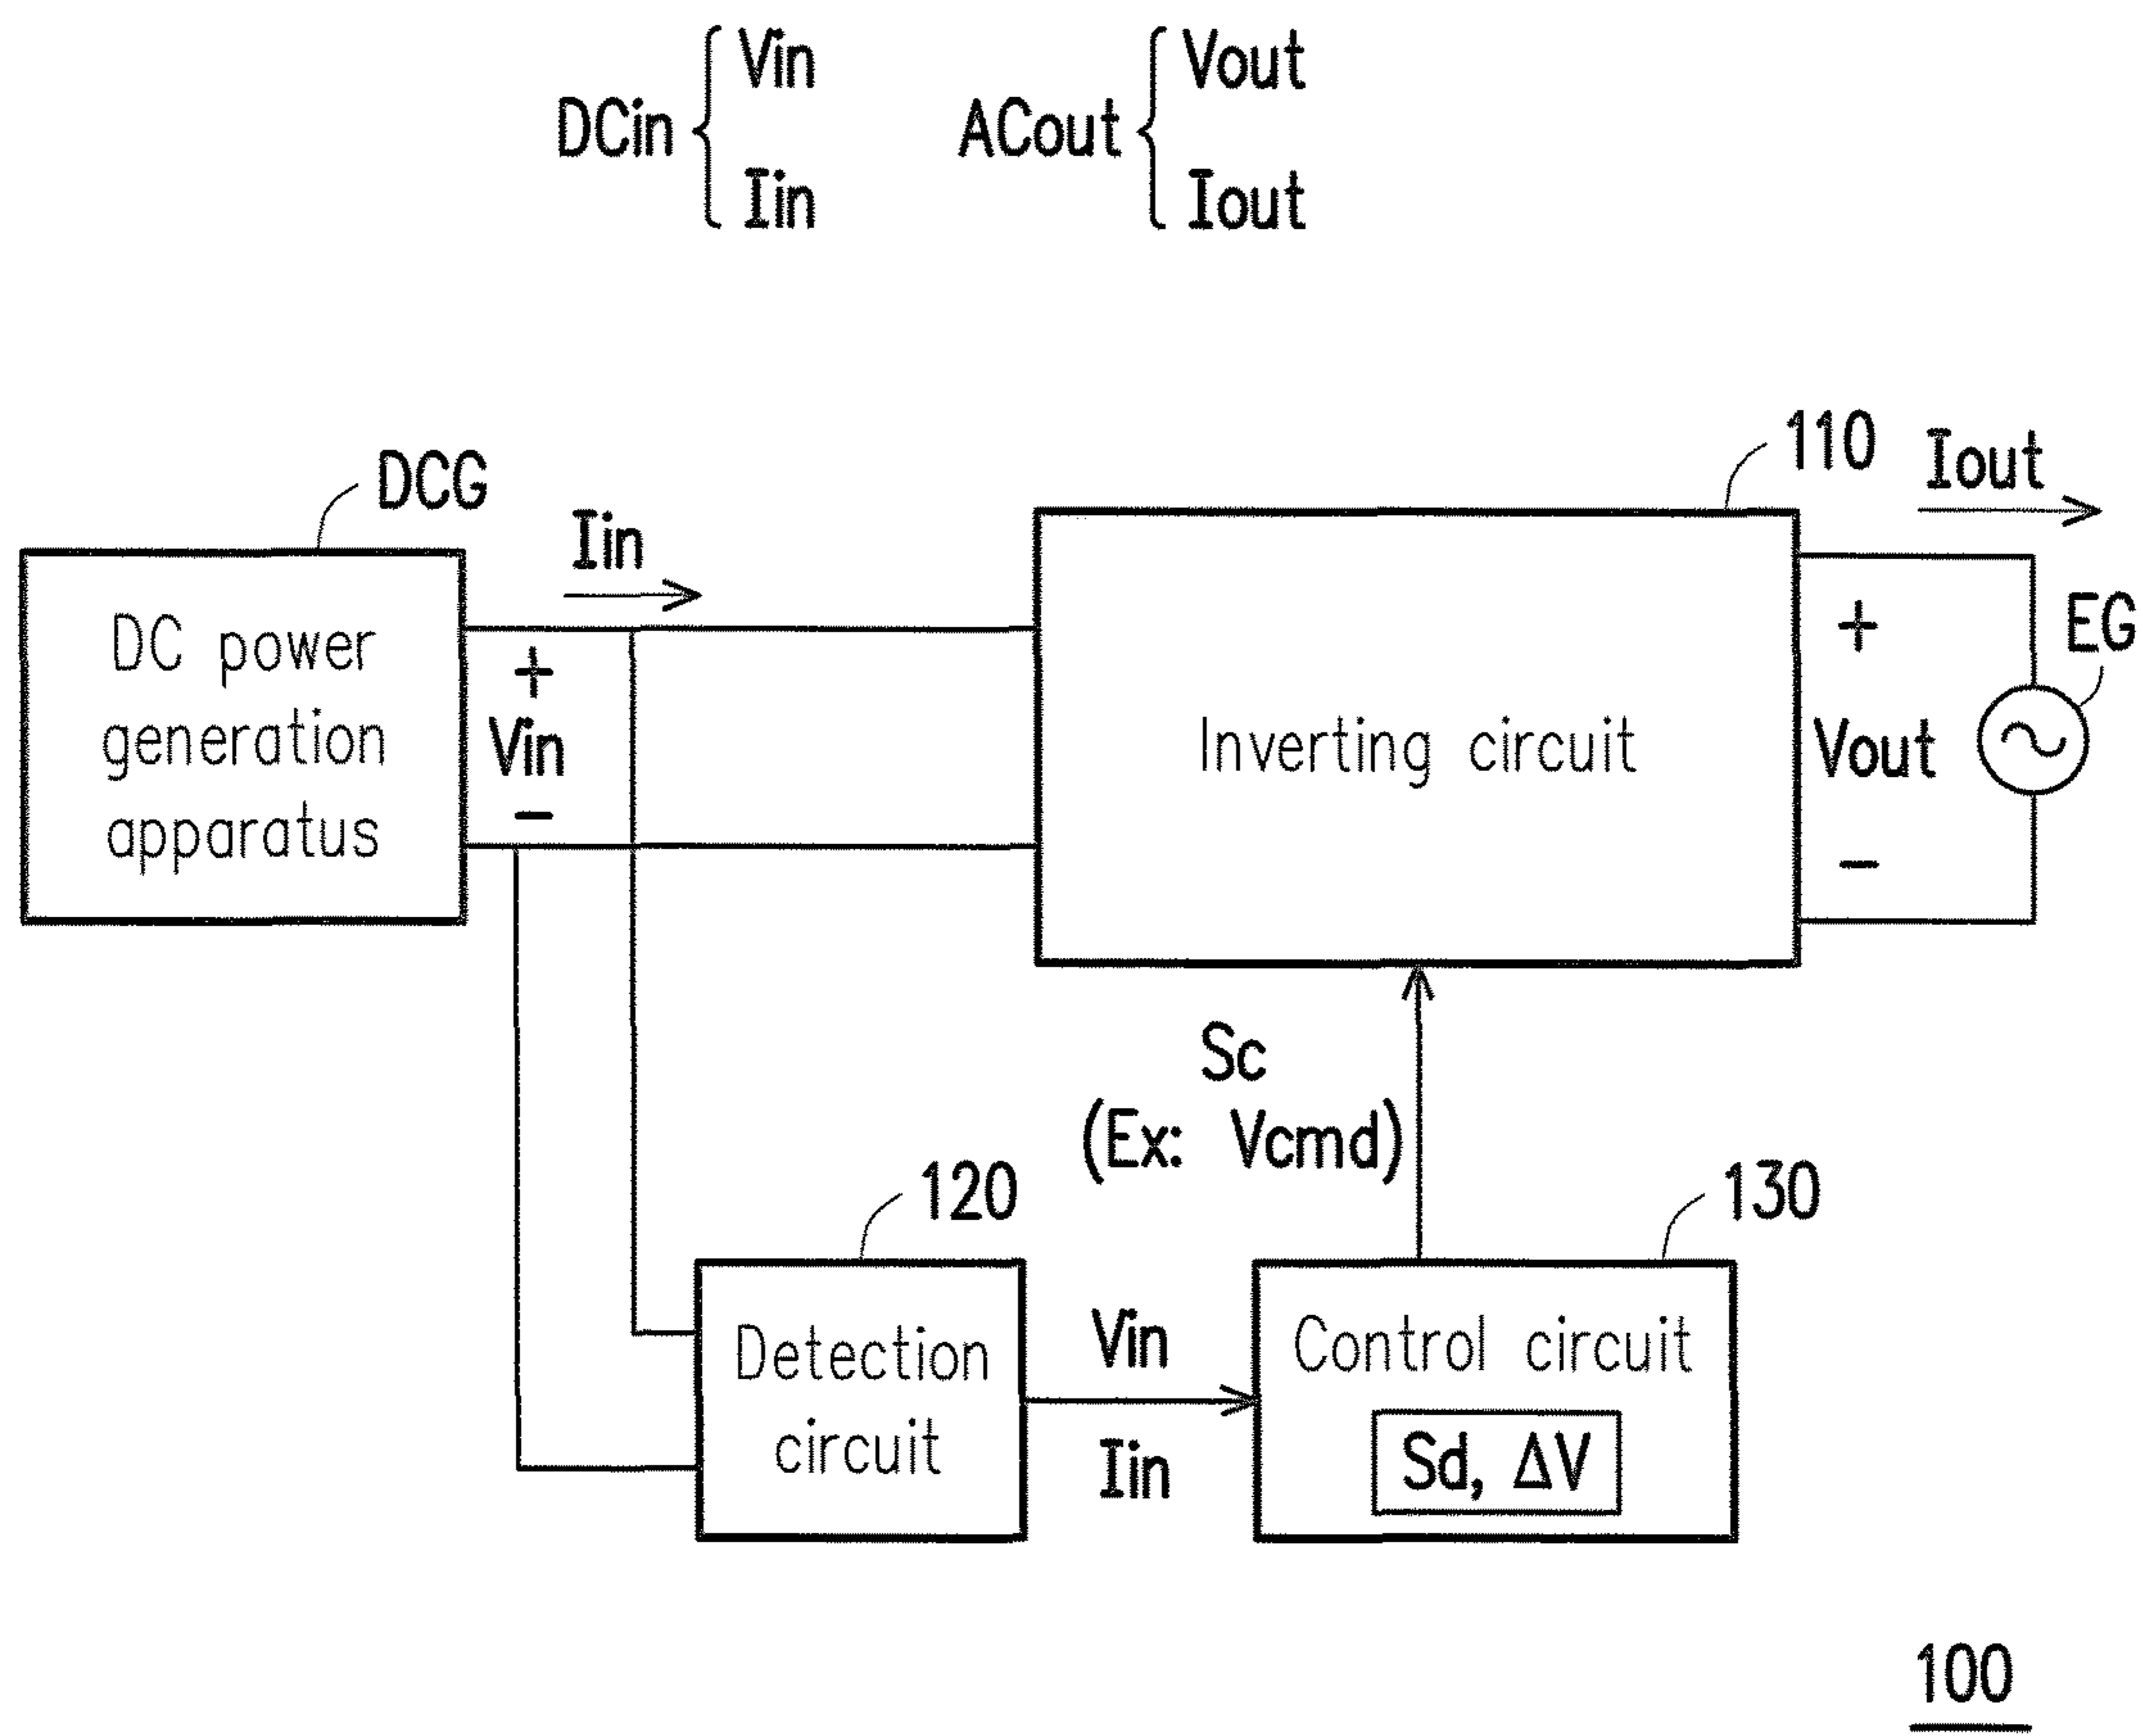 Vin
DCin
Iin
Vout
ACout
Iout
110
Iout
DCG
Iin
DC power
generation
apparatus
+
Vin
−
Inverting circuit
+
Vout
−
EG
Sc
(Ex: Vcmd)
120
130
Detection
circuit
Vin
Iin
Control circuit
Sd, ΔV
100